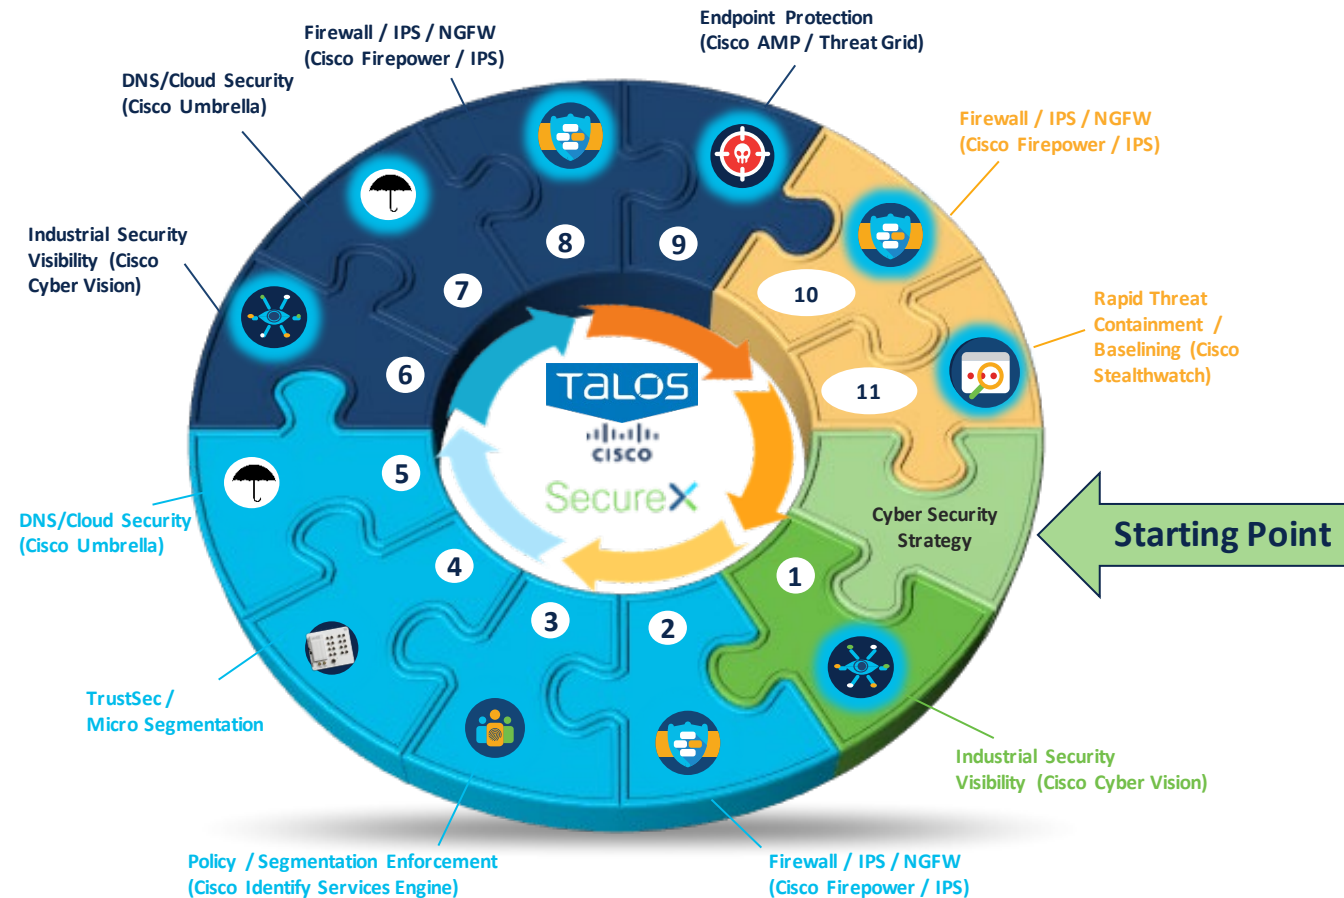 Endpoint Protection
(Cisco AMP / Threat Grid)
Firewall / IPS / NGFW
(Cisco Firepower / IPS)
DNS/Cloud Security
(Cisco Umbrella)
Firewall / IPS / NGFW
(Cisco Firepower / IPS)
Industrial Security
Visibility (Cisco
Cyber Vision)
Rapid Threat
Containment /
Baselining (Cisco
Stealthwatch)
8
9
7
10
6
11
TALOS
CISCO
SecureX
5
Cyber Security
Strategy
Starting Point
DNS/Cloud Security
(Cisco Umbrella)
4
1
3
2
TrustSec /
Micro Segmentation
Industrial Security
Visibility (Cisco Cyber Vision)
Policy / Segmentation Enforcement
(Cisco Identify Services Engine)
Firewall / IPS / NGFW
(Cisco Firepower / IPS)